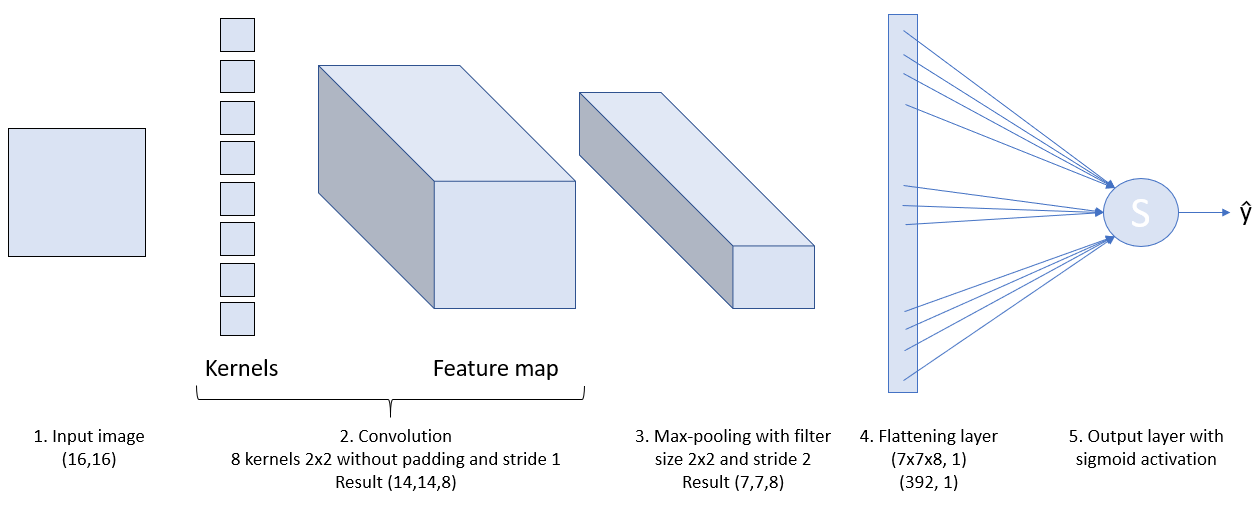 S
ŷ
Kernels
Feature map
1. Input image
(16,16)
2. Convolution
8 kernels 2x2 without padding and stride 1
Result (14,14,8)
3. Max-pooling with filter
size 2x2 and stride 2
Result (7,7,8)
4. Flattening layer
(7x7x8, 1)
(392, 1)
5. Output layer with
sigmoid activation